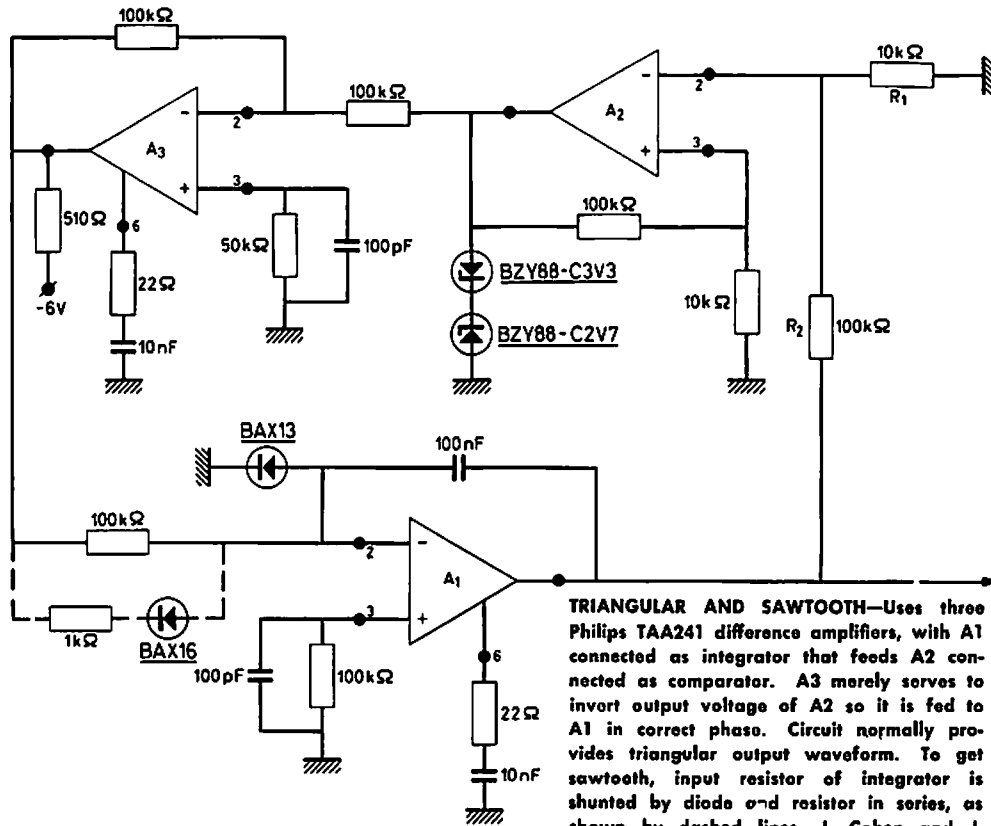 100kΩ
10kΩ
R1
100kΩ
2
A2
3
-
+
2
A3
3
-
+
6
510Ω
-6V
22Ω
10nF
50kΩ
100pF
100kΩ
BZY88-C3V3
BZY88-C2V7
10kΩ
R2
100kΩ
BAX13
100nF
100kΩ
2
A1
3
-
+
6
1kΩ
BAX16
100pF
100kΩ
22Ω
10nF
TRIANGULAR AND SAWTOOTH—Uses three
Philips TAA241 difference amplifiers, with A1
connected as integrator that feeds A2 con-
nected as comparator. A3 merely serves to
invert output voltage of A2 so it is fed to
A1 in correct phase. Circuit normally pro-
vides triangular output waveform. To get
sawtooth, input resistor of integrator is
shunted by diode and resistor in series, as